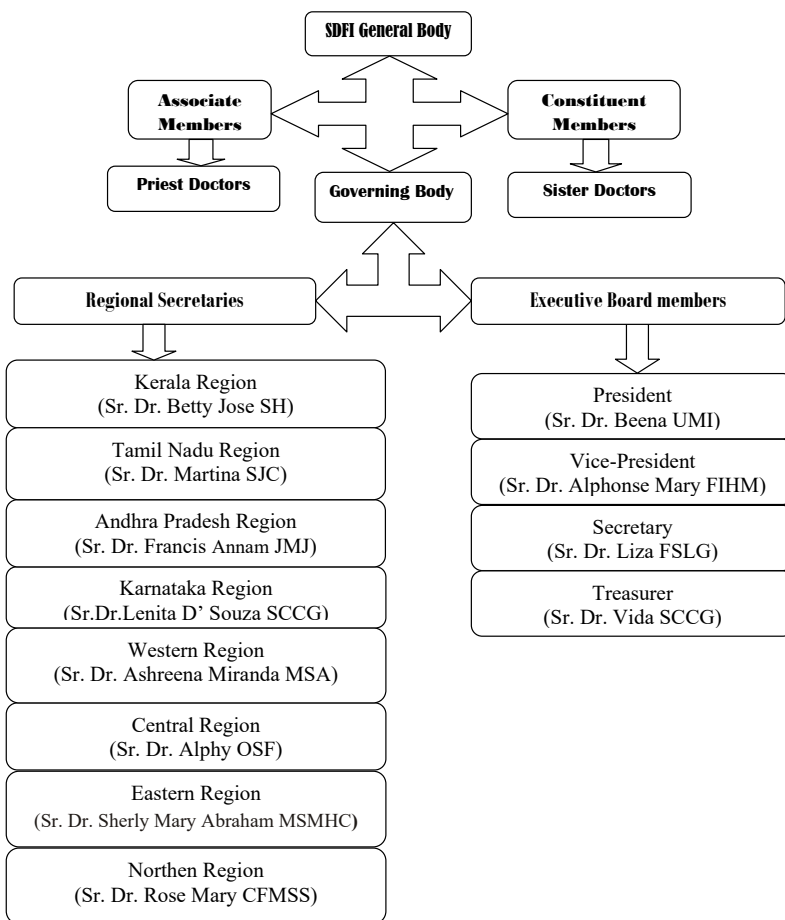 SDFI General Body
Associate
Members
Constituent
Members
Priest Doctors
Governing Body
Sister Doctors
Regional Secretaries
Executive Board members
Kerala Region
(Sr. Dr. Betty Jose SH)
Tamil Nadu Region
(Sr. Dr. Martina SJC)
Andhra Pradesh Region
(Sr. Dr. Francis Annam JMJ)
Karnataka Region
(Sr.Dr.Lenita D’ Souza SCCG)
Western Region
(Sr. Dr. Ashreena Miranda MSA)
Central Region
(Sr. Dr. Alphy OSF)
Eastern Region
(Sr. Dr. Sherly Mary Abraham MSMHC)
Northen Region
(Sr. Dr. Rose Mary CFMSS)
President
(Sr. Dr. Beena UMI)
Vice-President
(Sr. Dr. Alphonse Mary FIHM)
Secretary
(Sr. Dr. Liza FSLG)
Treasurer
(Sr. Dr. Vida SCCG)